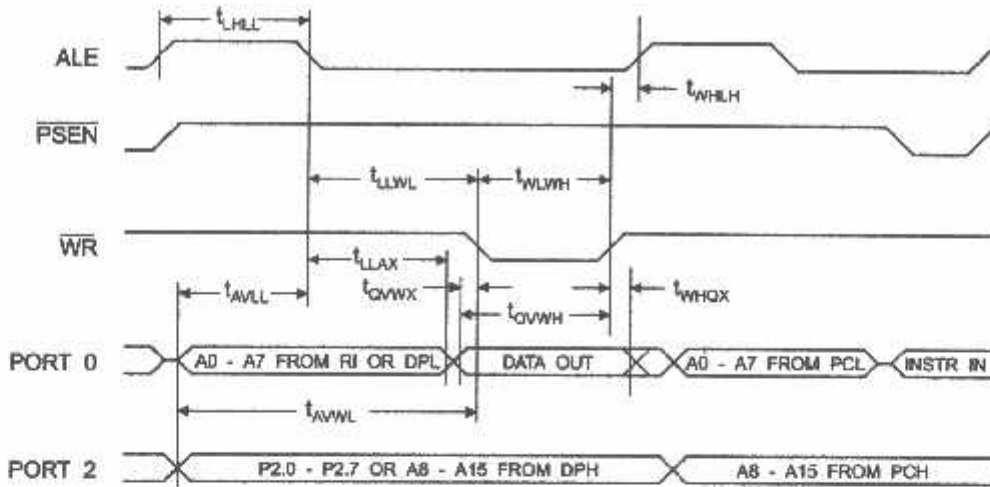 tLHLL
ALE
tWHLH
PSEN
tLLWL tWLWH
WR
tLLAX
tAVLL tQVWX tWHQX
tQVWH
PORT 0 A0 - A7 FROM RI OR DPL DATA OUT A0 - A7 FROM PCL INSTR IN
tAVWL
PORT 2 P2.0 - P2.7 OR A8 - A15 FROM DPH A8 - A15 FROM PCH